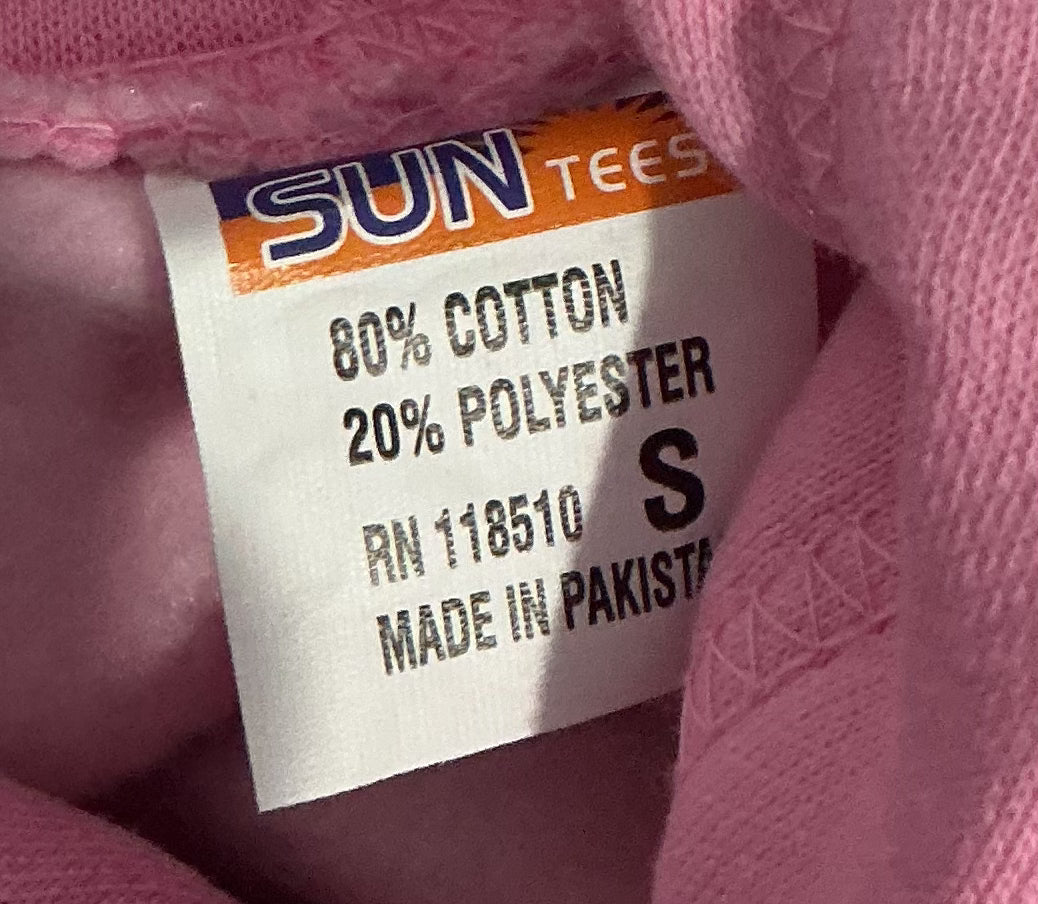 SUN TEES
80% COTTON
20% POLYESTER
S
RN 118510
MADE IN PAKISTA